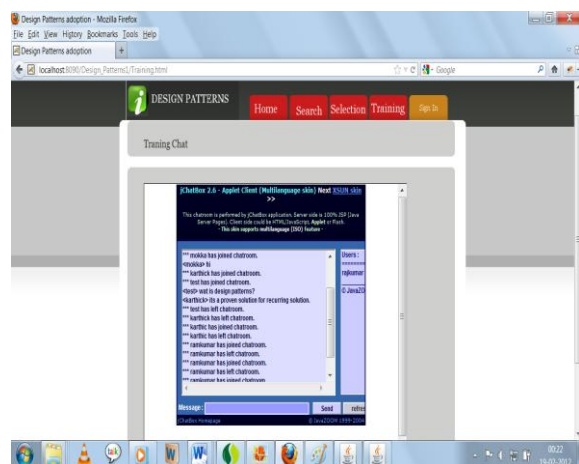 Design Patterns adoption - Mozilla Firefox
File Edit View History Bookmarks Tools Help
Design Patterns adoption +
localhost:8090/Design_Patterns1/Training.html
Google
DESIGN PATTERNS
Home Search Selection Training Sign In
Traning Chat
jChatBox 2.6 - Applet Client (Multilanguage skin) Next XSUN skin
>>
This chatroom is performed by jChatBox application. Server side is 100% JSP (Java
Server Pages). Client side could be HTML/JavaScript, Applet or Flash.
- This skin supports multilanguage (ISO) feature -
*** mokka has joined chatroom.
<mokka> hi
*** karthick has joined chatroom.
*** test has joined chatroom.
<test> wat is design patterns?
<karthick> its a proven solution for recurring solution.
*** test has left chatroom.
*** karthick has left chatroom.
*** karthic has joined chatroom.
*** karthic has left chatroom.
*** ramkumar has joined chatroom.
*** ramkumar has left chatroom.
*** ramkumar has joined chatroom.
*** ramkumar has left chatroom.
*** ramkumar has joined chatroom.
Users :
========
rajkumar
© JavaZO
Message : Send refres
jChatBox Homepage © JavaZOOM 1999-2004
talk
00:22
19-02-2012